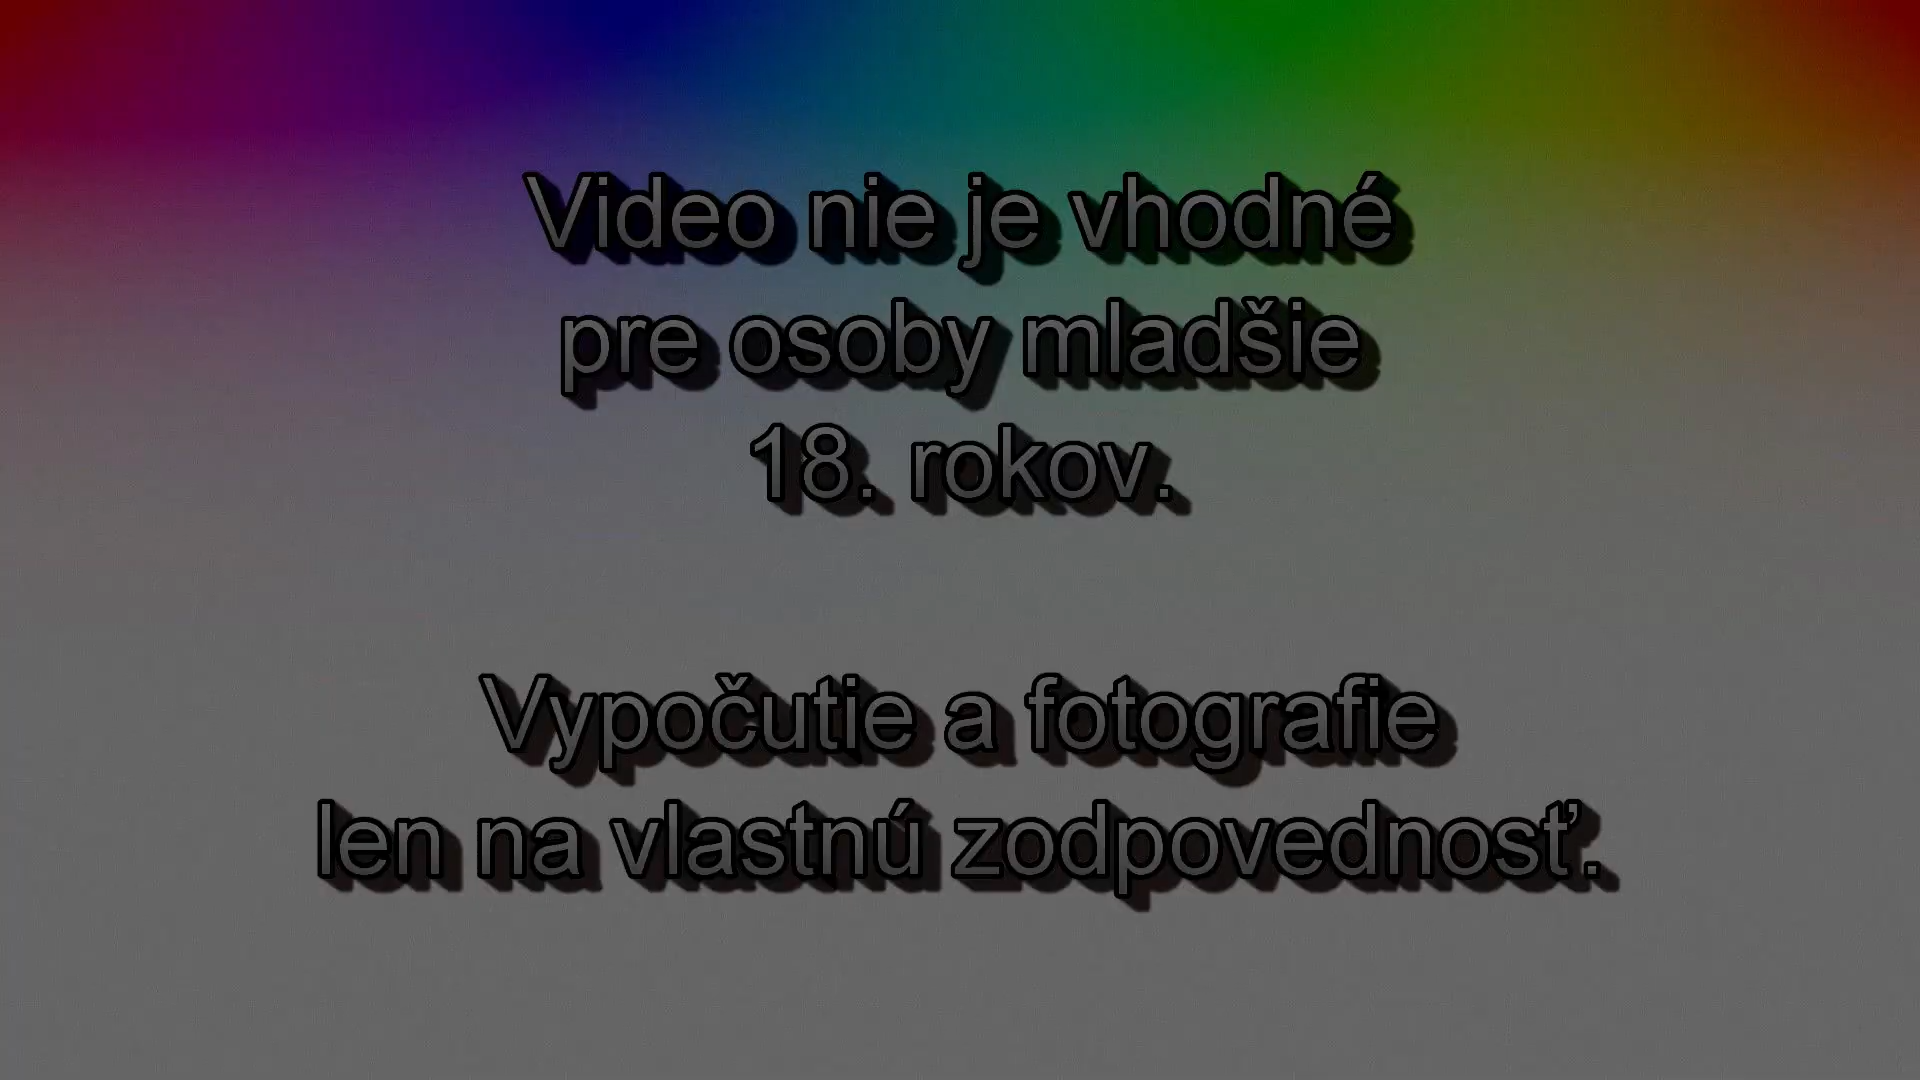 Video nie je vhodné
pre osoby mladšie
18. rokov.
Vypočutie a fotografie
len na vlastnú zodpovednosť.